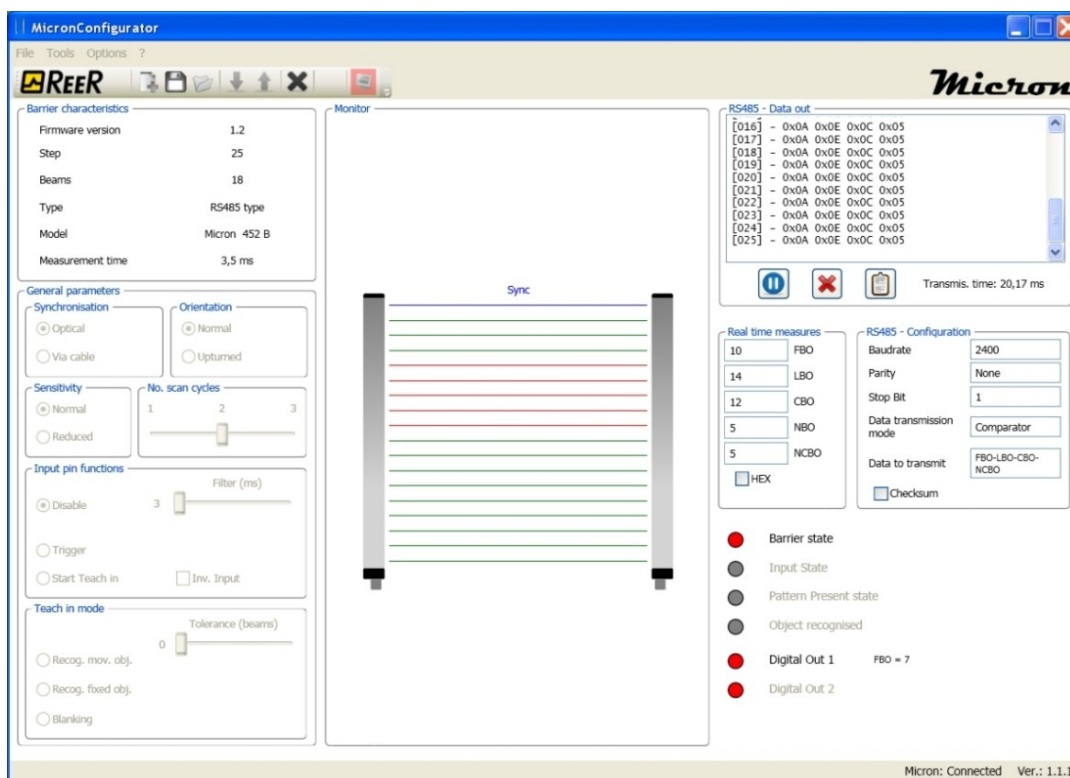 MicronConfigurator
File Tools Options ?
REER
Micron
Barrier characteristics
Firmware version 1.2
Step 25
Beams 18
Type RS485 type
Model Micron 452 B
Measurement time 3,5 ms
General parameters
Synchronisation
Optical
Via cable
Orientation
Normal
Upturned
Sensitivity
Normal
Reduced
No. scan cycles
1 2 3
Input pin functions
Filter (ms)
Disable 3
Trigger
Start Teach in Inv. Input
Teach in mode
Tolerance (beams)
0
Recog. mov. obj.
Recog. fixed obj.
Blanking
Monitor
Sync
RS485 - Data out
[016] - 0x0A 0x0E 0x0C 0x05
[017] - 0x0A 0x0E 0x0C 0x05
[018] - 0x0A 0x0E 0x0C 0x05
[019] - 0x0A 0x0E 0x0C 0x05
[020] - 0x0A 0x0E 0x0C 0x05
[021] - 0x0A 0x0E 0x0C 0x05
[022] - 0x0A 0x0E 0x0C 0x05
[023] - 0x0A 0x0E 0x0C 0x05
[024] - 0x0A 0x0E 0x0C 0x05
[025] - 0x0A 0x0E 0x0C 0x05
Transmis. time: 20,17 ms
Real time measures
10 FBO
14 LBO
12 CBO
5 NBO
5 NCBO
HEX
RS485 - Configuration
Baudrate 2400
Parity None
Stop Bit 1
Data transmission
mode Comparator
Data to transmit FBO-LBO-CBO-
NCBO
Checksum
Barrier state
Input State
Pattern Present state
Object recognised
Digital Out 1 FBO = 7
Digital Out 2
Micron: Connected Ver.: 1.1.1